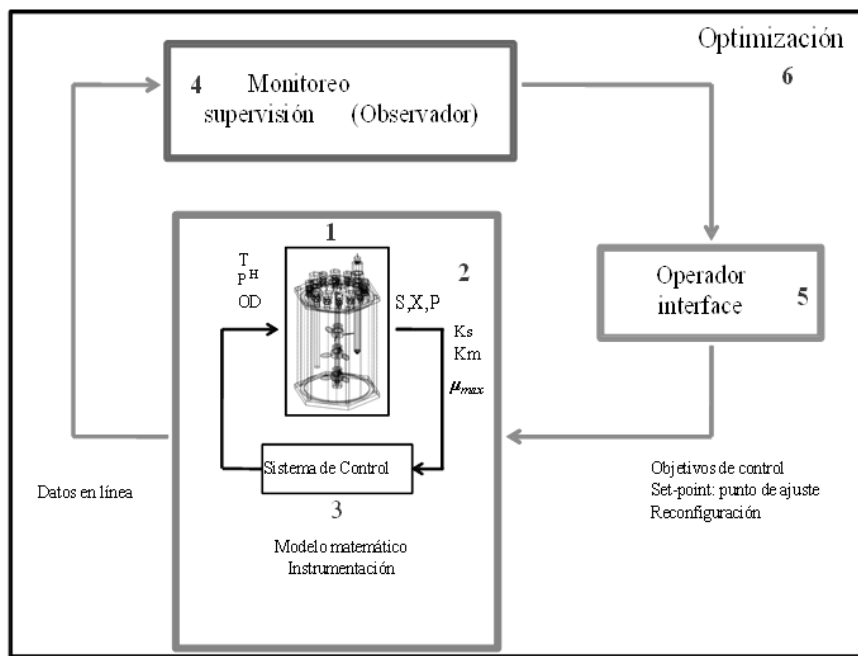 Optimización
6
4 Monitoreo
supervisión (Observador)
1
2
T
P H
OD
S,X,P
Ks
Km
μmax
Sistema de Control
3
Modelo matemático
Instrumentación
Operador
interface
5
Datos en línea
Objetivos de control
Set-point: punto de ajuste
Reconfiguración